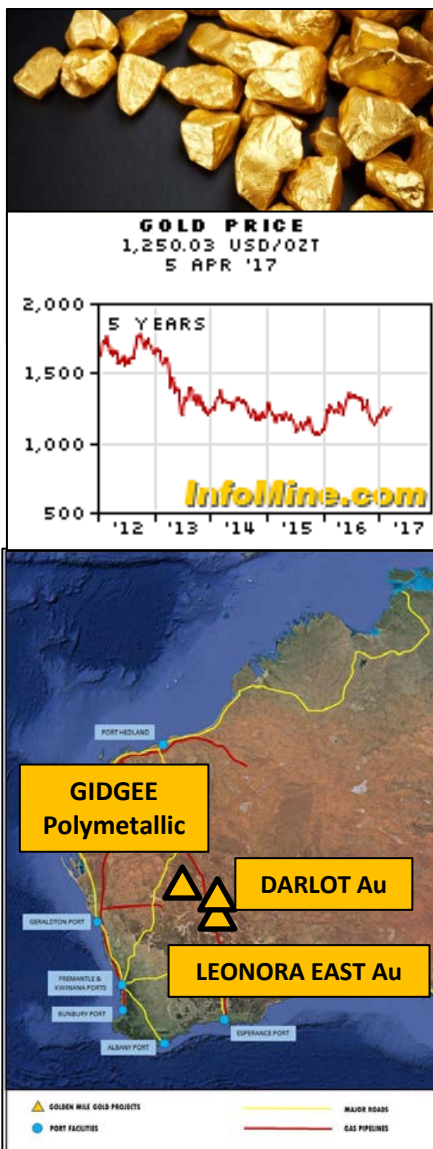 GOLD PRICE
1,250.03 USD/OZT
5 APR '17
2,000
5 YEARS
1,500
1,000
InfoMine.com
500
'12 '13 '14 '15 '16 '17
PORT HEDLAND
GIDGEE
Polymetallic
DARLOT Au
GERALDTON PORT
LEONORA EAST Au
FREMANTLE &
KWINANA PORTS
BUNBURY PORT
ESPERANCE PORT
ALBANY PORT
GOLDEN MILE GOLD PROJECTS
MAJOR ROADS
PORT FACILITIES
GAS PIPELINES